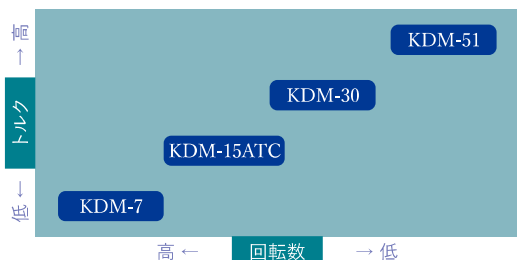 高
↑
トルク
↓
低
KDM-51
KDM-30
KDM-15ATC
KDM-7
高 ← 回転数 → 低